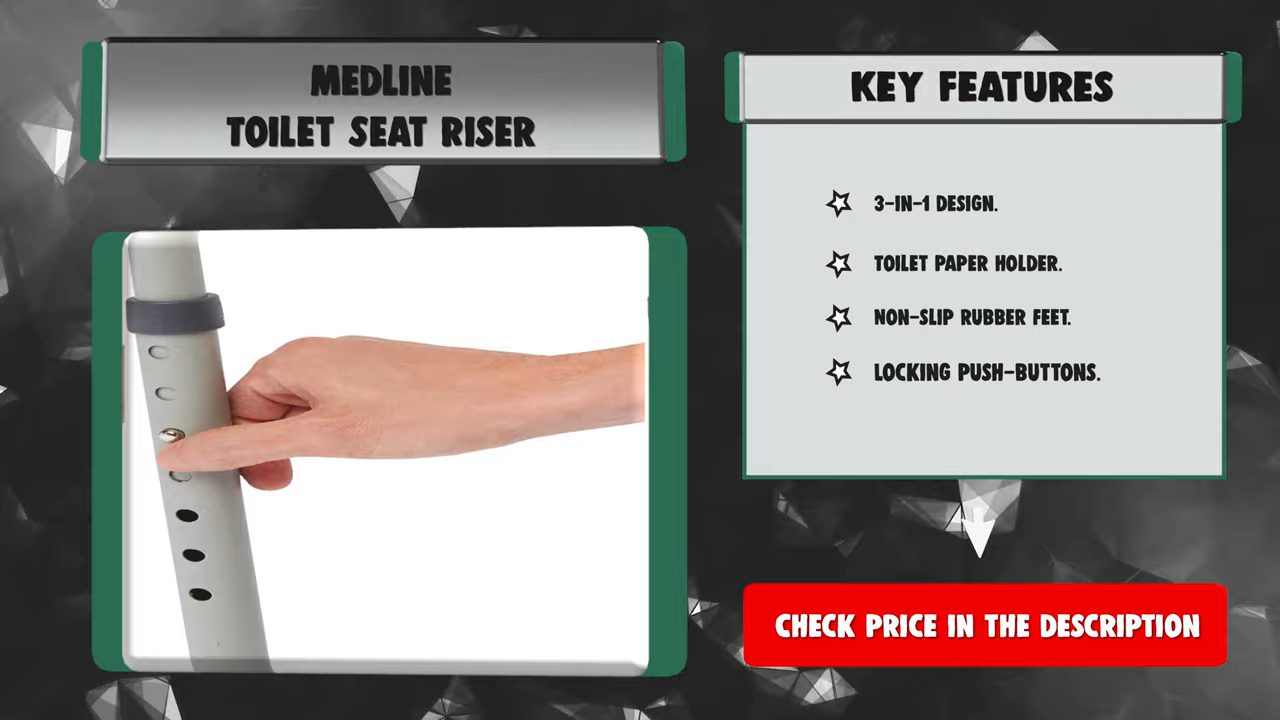 MEDLINE
TOILET SEAT RISER
KEY FEATURES
3-IN-1 DESIGN.
TOILET PAPER HOLDER.
NON-SLIP RUBBER FEET.
LOCKING PUSH-BUTTONS.
CHECK PRICE IN THE DESCRIPTION